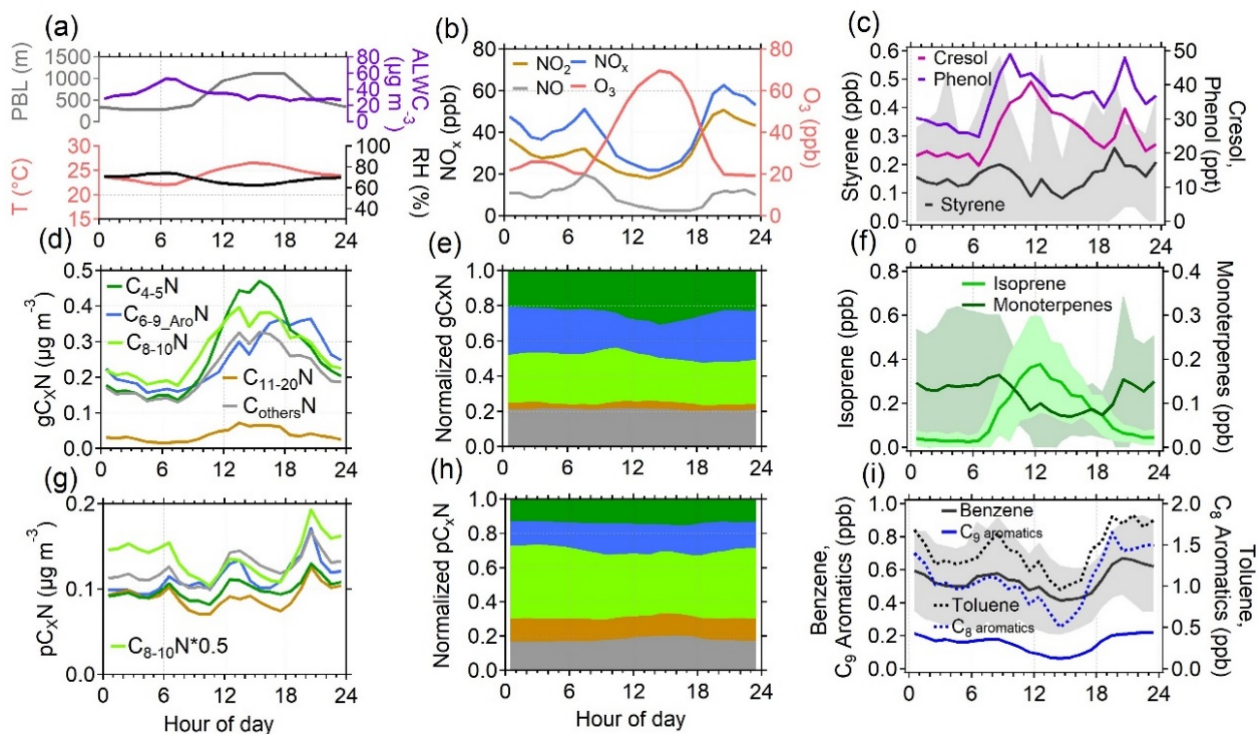 (a)
PBL (m)
1500
1000
500
0
80
60
40
20
0
ALWC
(µg m⁻³)
T (°C)
30
25
20
15
100
80
60
40
RH (%)
0 6 12 18 24
(b)
NOₓ (ppb)
80
60
40
20
0
NO₂ NOₓ
NO O₃
80
60
40
20
0
O₃ (ppb)
0 6 12 18 24
(c)
Styrene (ppb)
0.6
0.5
0.4
0.3
0.2
0.1
0.0
Cresol
Phenol
Styrene
50
40
30
20
10
0
Cresol,
Phenol (ppt)
0 6 12 18 24
(d)
gCₓN (µg m⁻³)
0.5
0.4
0.3
0.2
0.1
0.0
C₄₋₅N
C₆₋₉_AroN
C₈₋₁₀N
C₁₁₋₂₀N
CothersN
0 6 12 18 24
(e)
Normalized gCxN
1.0
0.8
0.6
0.4
0.2
0.0
0 6 12 18 24
(f)
Isoprene (ppb)
0.8
0.6
0.4
0.2
0.0
Isoprene
Monoterpenes
0.4
0.3
0.2
0.1
0.0
Monoterpenes (ppb)
0 6 12 18 24
(g)
pCₓN (µg m⁻³)
0.2
0.1
0.0
C₈₋₁₀N*0.5
0 6 12 18 24
Hour of day
(h)
Normalized pCₓN
1.0
0.8
0.6
0.4
0.2
0.0
0 6 12 18 24
Hour of day
(i)
Benzene,
C₉ Aromatics (ppb)
1.0
0.8
0.6
0.4
0.2
0.0
Benzene
C₉ aromatics
Toluene
C₈ aromatics
2.0
1.5
1.0
0.5
0.0
Toluene,
C₈ Aromatics (ppb)
0 6 12 18 24
Hour of day